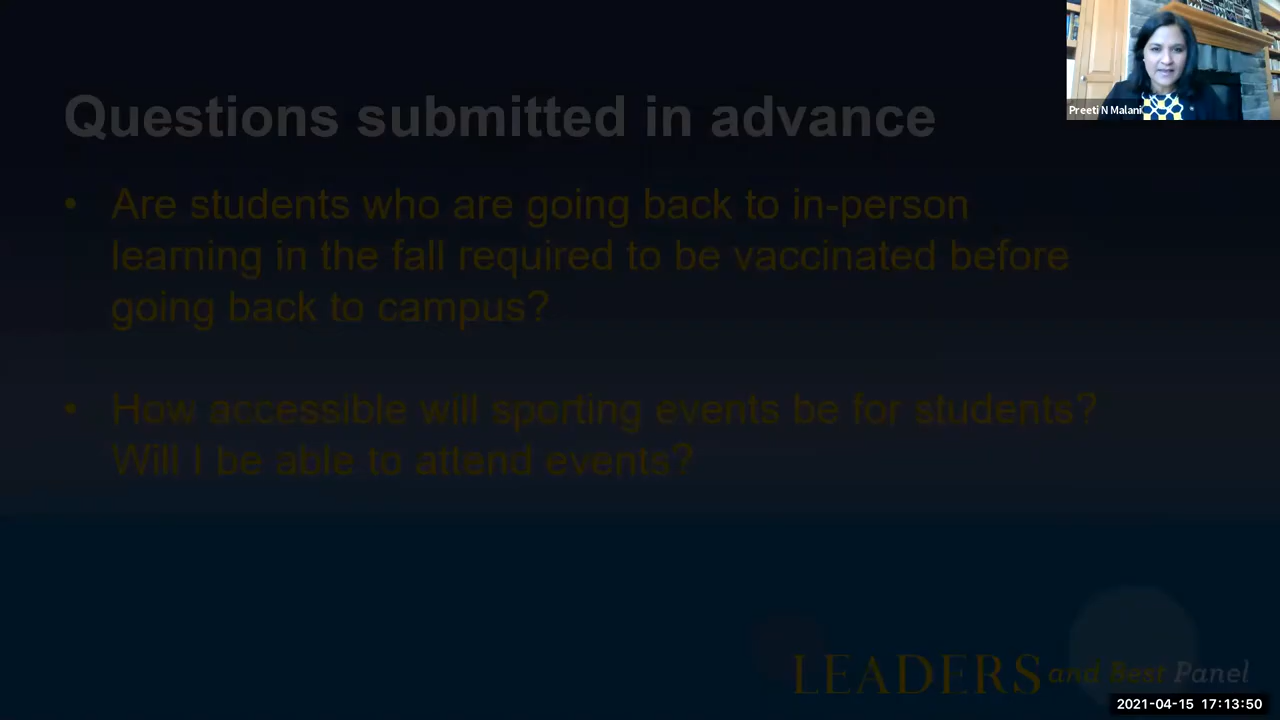 Questions submitted in advance
Preeti N Malani
• Are students who are going back to in-person
learning in the fall required to be vaccinated before
going back to campus?
• How accessible will sporting events be for students?
Will I be able to attend events?
LEADERS and Best Panel
2021-04-15 17:13:50